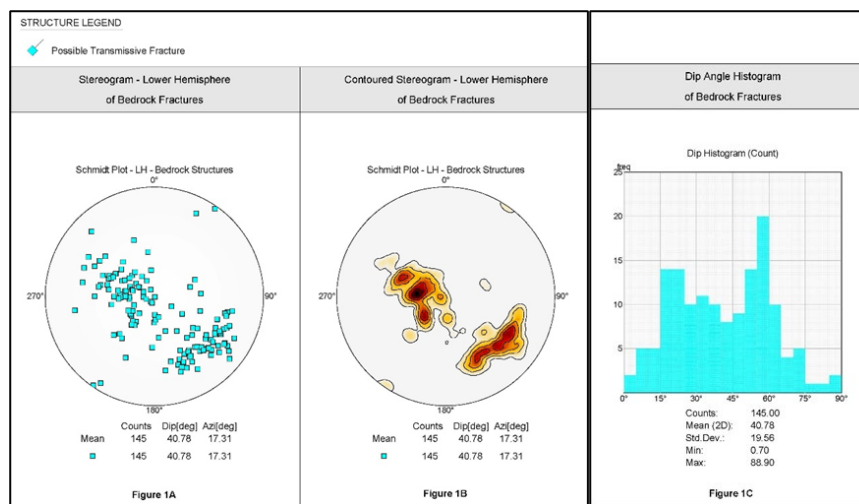 STRUCTURE LEGEND
Possible Transmissive Fracture
Stereogram - Lower Hemisphere
of Bedrock Fractures
Contoured Stereogram - Lower Hemisphere
of Bedrock Fractures
Dip Angle Histogram
of Bedrock Fractures
Schmidt Plot - LH - Bedrock Structures
0°
270°
90°
180°
Counts Dip[deg] Azi[deg]
Mean 145 40.78 17.31
145 40.78 17.31
Figure 1A
Schmidt Plot - LH - Bedrock Structures
0°
270°
90°
180°
Counts Dip[deg] Azi[deg]
Mean 145 40.78 17.31
145 40.78 17.31
Figure 1B
Dip Histogram (Count)
freq
25
20
15
10
5
0° 15° 30° 45° 60° 75° 90°
Counts: 145.00
Mean (2D): 40.78
Std.Dev.: 19.56
Min: 0.70
Max: 88.90
Figure 1C